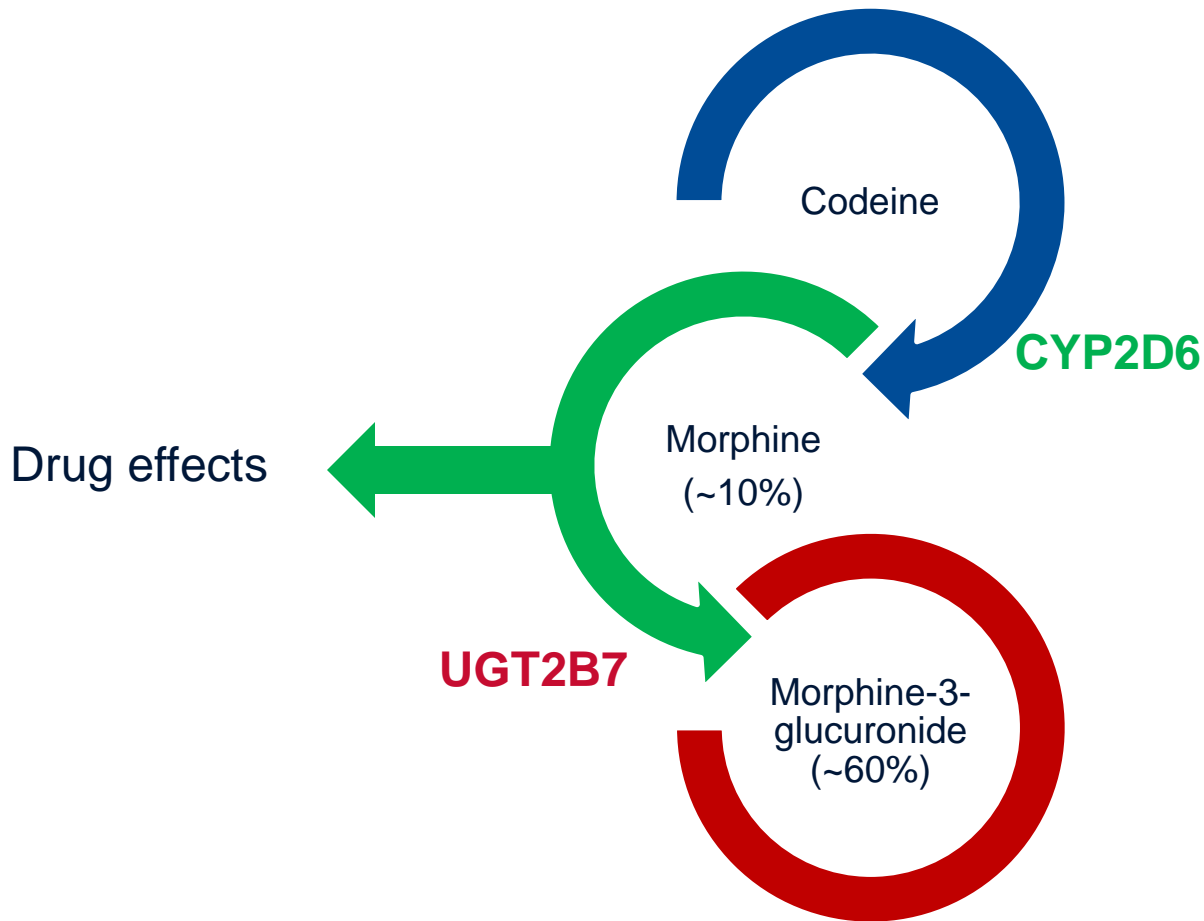 Codeine
CYP2D6
Morphine
(~10%)
Drug effects
UGT2B7
Morphine-3-
glucuronide
(~60%)